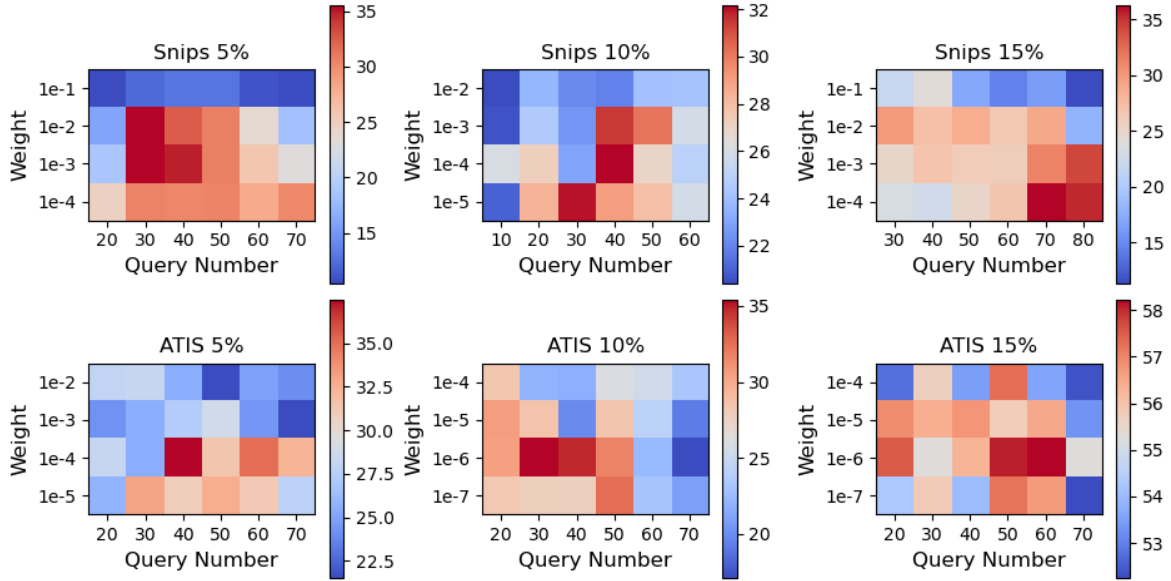 Snips 5%
Weight
1e-1
1e-2
1e-3
1e-4
20 30 40 50 60 70
Query Number
35
30
25
20
15
Snips 10%
Weight
1e-2
1e-3
1e-4
1e-5
10 20 30 40 50 60
Query Number
32
30
28
26
24
22
Snips 15%
Weight
1e-1
1e-2
1e-3
1e-4
30 40 50 60 70 80
Query Number
35
30
25
20
15
ATIS 5%
Weight
1e-2
1e-3
1e-4
1e-5
20 30 40 50 60 70
Query Number
35.0
32.5
30.0
27.5
25.0
22.5
ATIS 10%
Weight
1e-4
1e-5
1e-6
1e-7
20 30 40 50 60 70
Query Number
35
30
25
20
ATIS 15%
Weight
1e-4
1e-5
1e-6
1e-7
20 30 40 50 60 70
Query Number
58
57
56
55
54
53